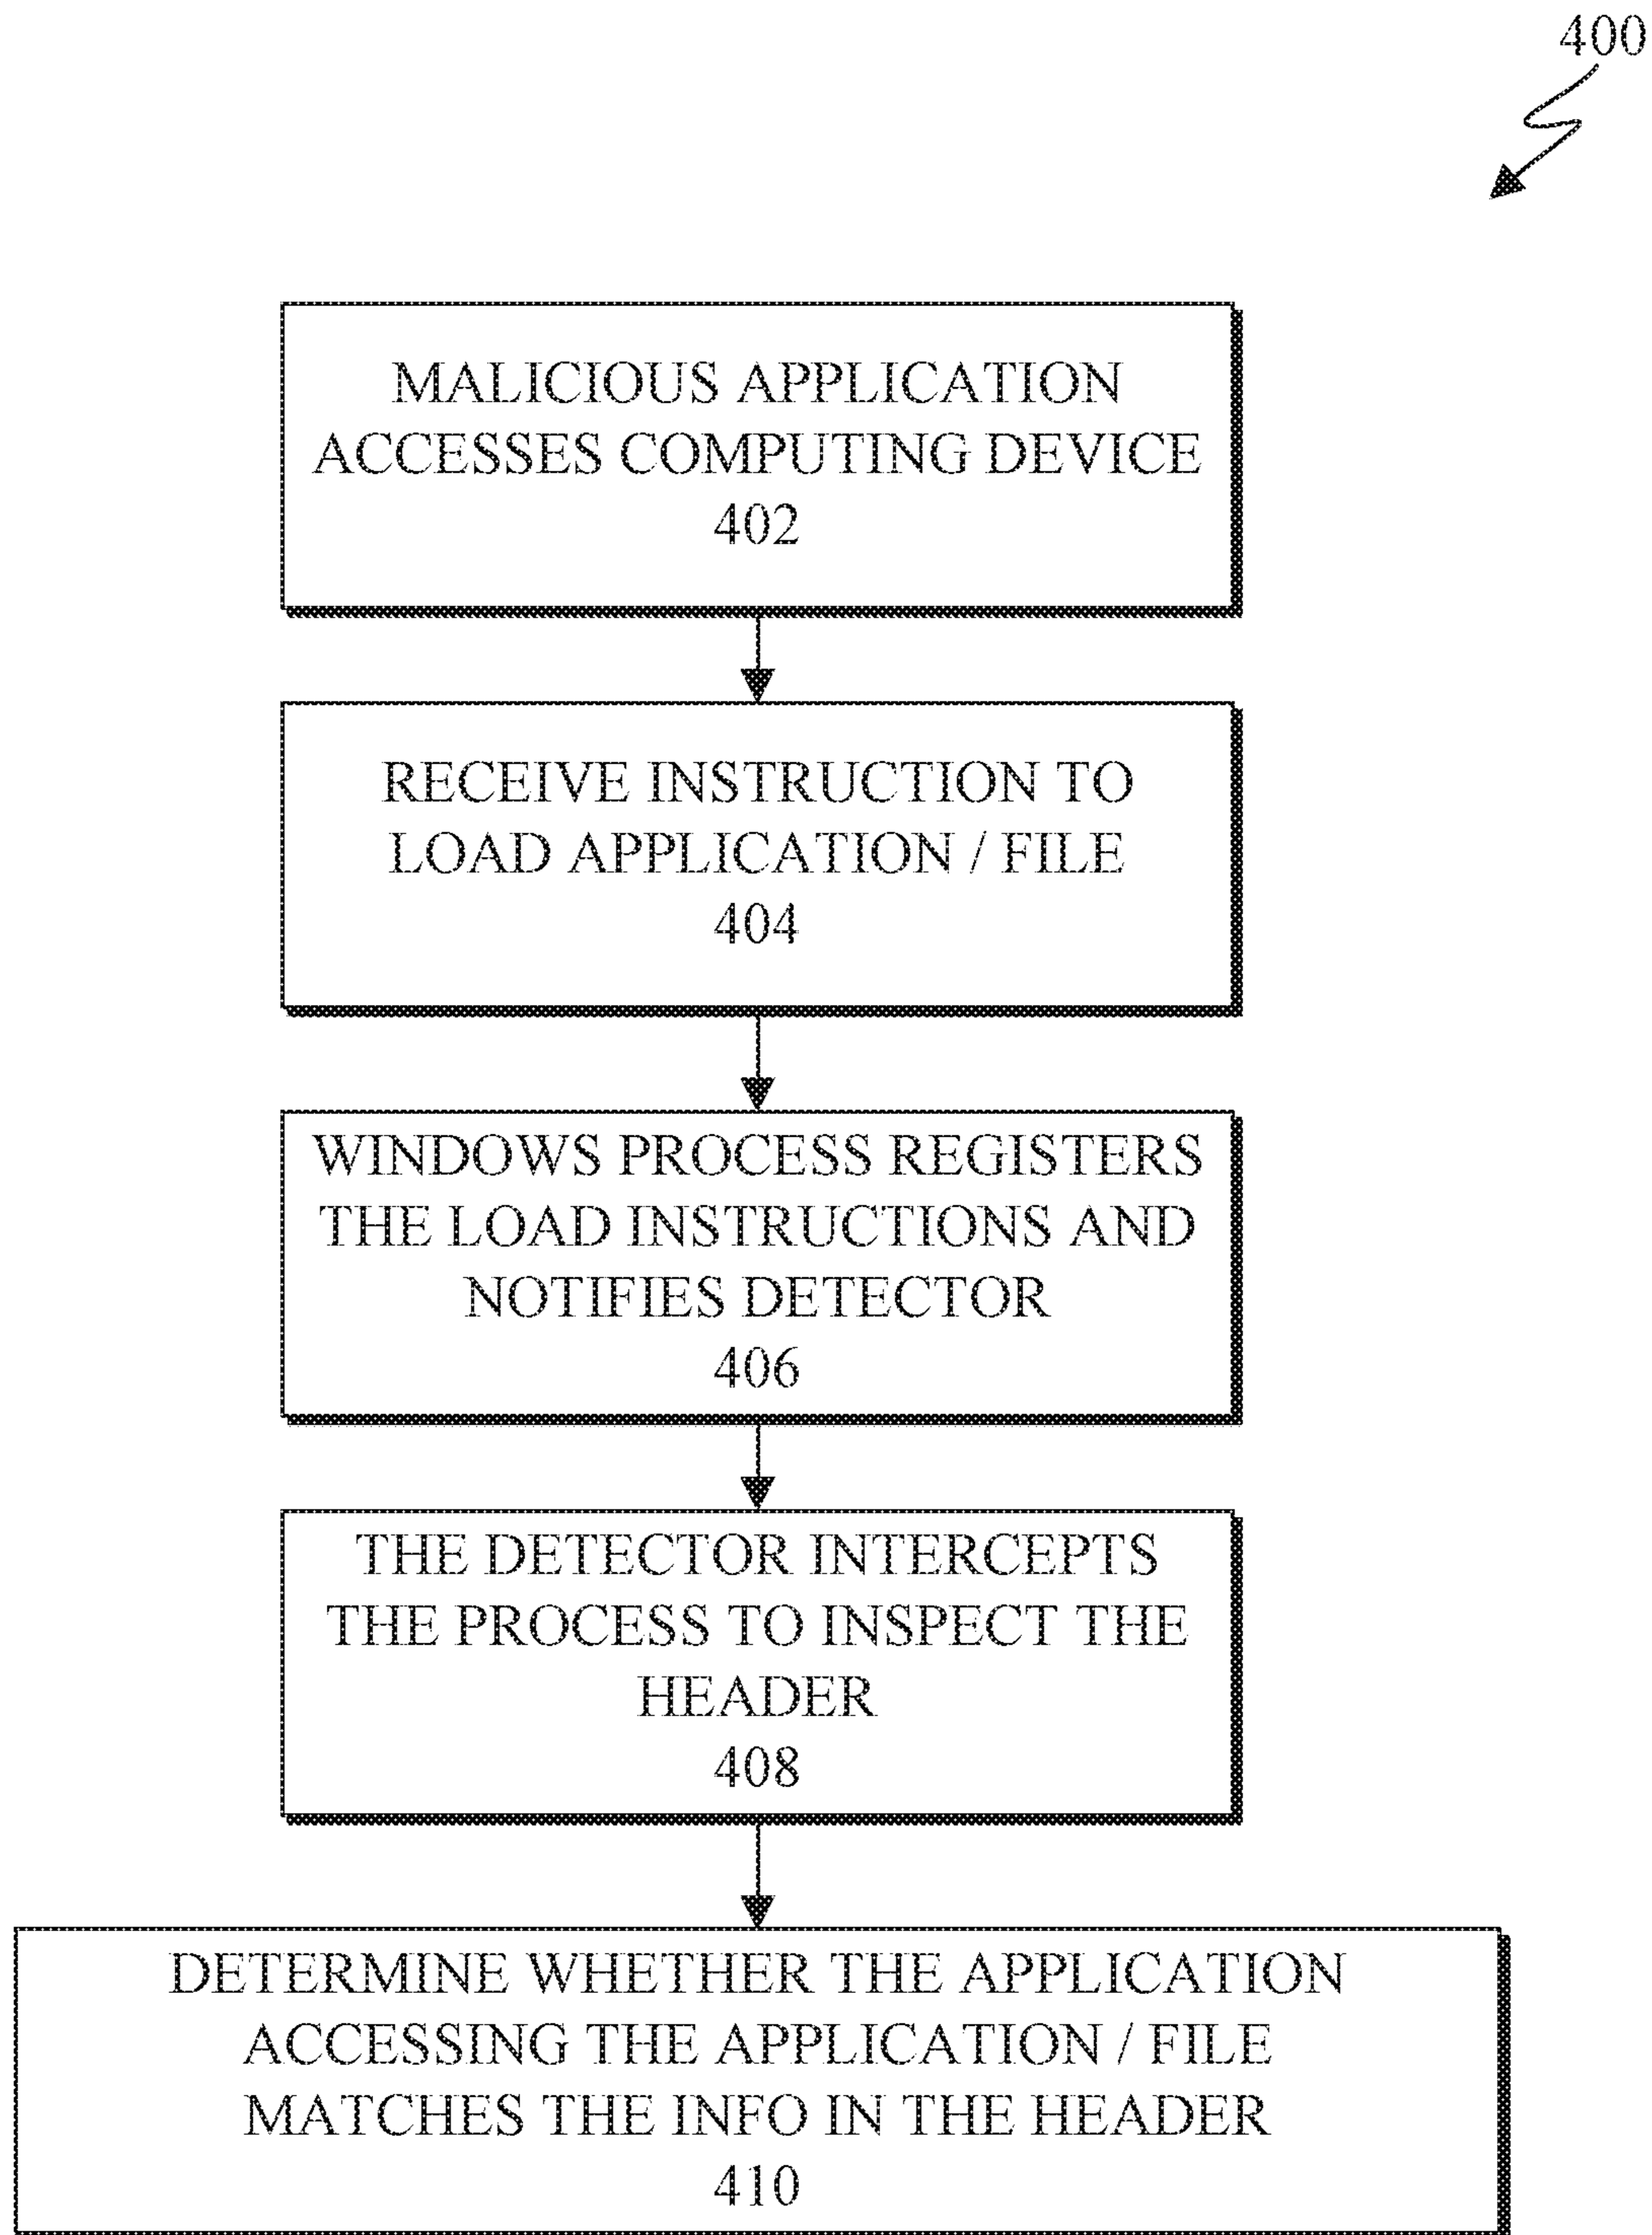 400
MALICIOUS APPLICATION
ACCESSES COMPUTING DEVICE
402
RECEIVE INSTRUCTION TO
LOAD APPLICATION / FILE
404
WINDOWS PROCESS REGISTERS
THE LOAD INSTRUCTIONS AND
NOTIFIES DETECTOR
406
THE DETECTOR INTERCEPTS
THE PROCESS TO INSPECT THE
HEADER
408
DETERMINE WHETHER THE APPLICATION
ACCESSING THE APPLICATION / FILE
MATCHES THE INFO IN THE HEADER
410